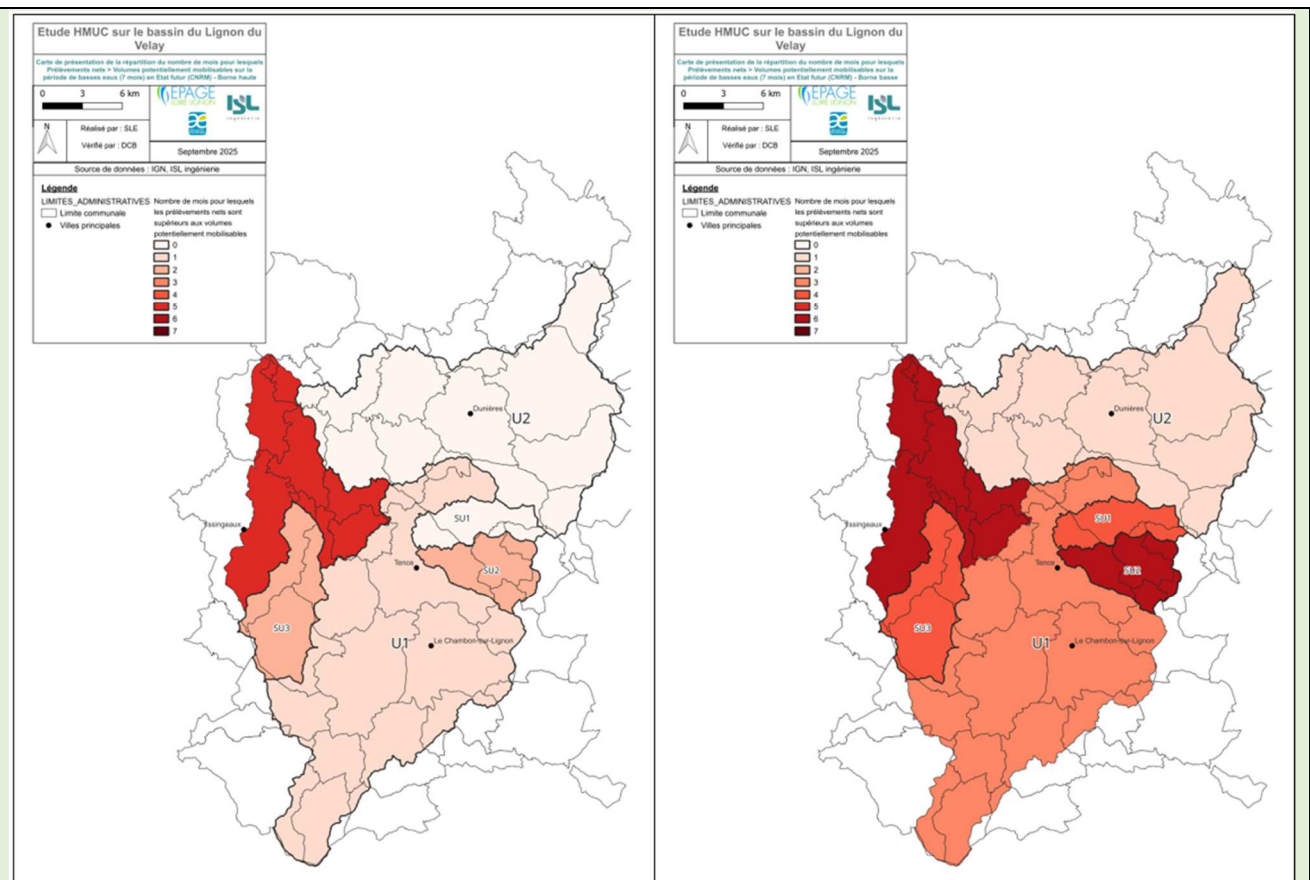 Etude HMUC sur le bassin du Lignon du
Velay
Carte de présentation de la répartition du nombre de mois pour lesquels
Prélèvements nets > Volumes potentiellement mobilisables sur la
période de basses eaux (7 mois) en Etat futur (CNRM) - Borne haute
0 3 6 km
EPAGE
LOIRE LIGNON
ISL
Ingénierie
N
Réalisé par : SLE
Vérifié par : DCB
Septembre 2025
Source de données : IGN, ISL ingénierie
Légende
LIMITES_ADMINISTRATIVES
Limite communale
Villes principales
Nombre de mois pour lesquels
les prélèvements nets sont
supérieurs aux volumes
potentiellement mobilisables
0
1
2
3
4
5
6
7
Dunières
U2
SU1
Issingeaux
Tence
SU2
SU3
U1
Le Chambon-sur-Lignon
Etude HMUC sur le bassin du Lignon du
Velay
Carte de présentation de la répartition du nombre de mois pour lesquels
Prélèvements nets > Volumes potentiellement mobilisables sur la
période de basses eaux (7 mois) en Etat futur (CNRM) - Borne basse
0 3 6 km
EPAGE
LOIRE LIGNON
ISL
Ingénierie
N
Réalisé par : SLE
Vérifié par : DCB
Septembre 2025
Source de données : IGN, ISL ingénierie
Légende
LIMITES_ADMINISTRATIVES
Limite communale
Villes principales
Nombre de mois pour lesquels
les prélèvements nets sont
supérieurs aux volumes
potentiellement mobilisables
0
1
2
3
4
5
6
7
Dunières
U2
SU1
Issingeaux
Tence
SU2
SU3
U1
Le Chambon-sur-Lignon